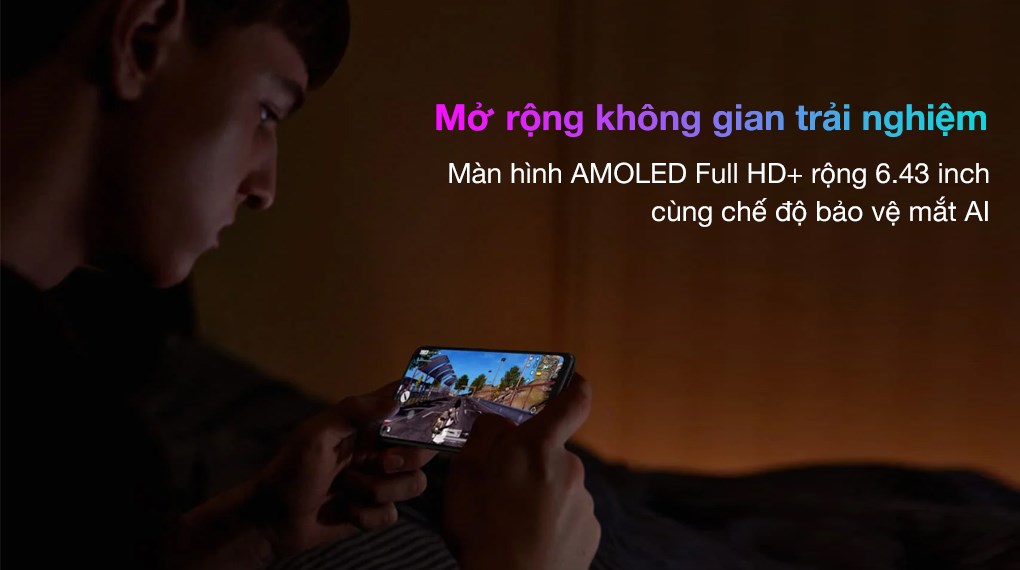 Mở rộng không gian trải nghiệm
Màn hình AMOLED Full HD+ rộng 6.43 inch
cùng chế độ bảo vệ mắt AI